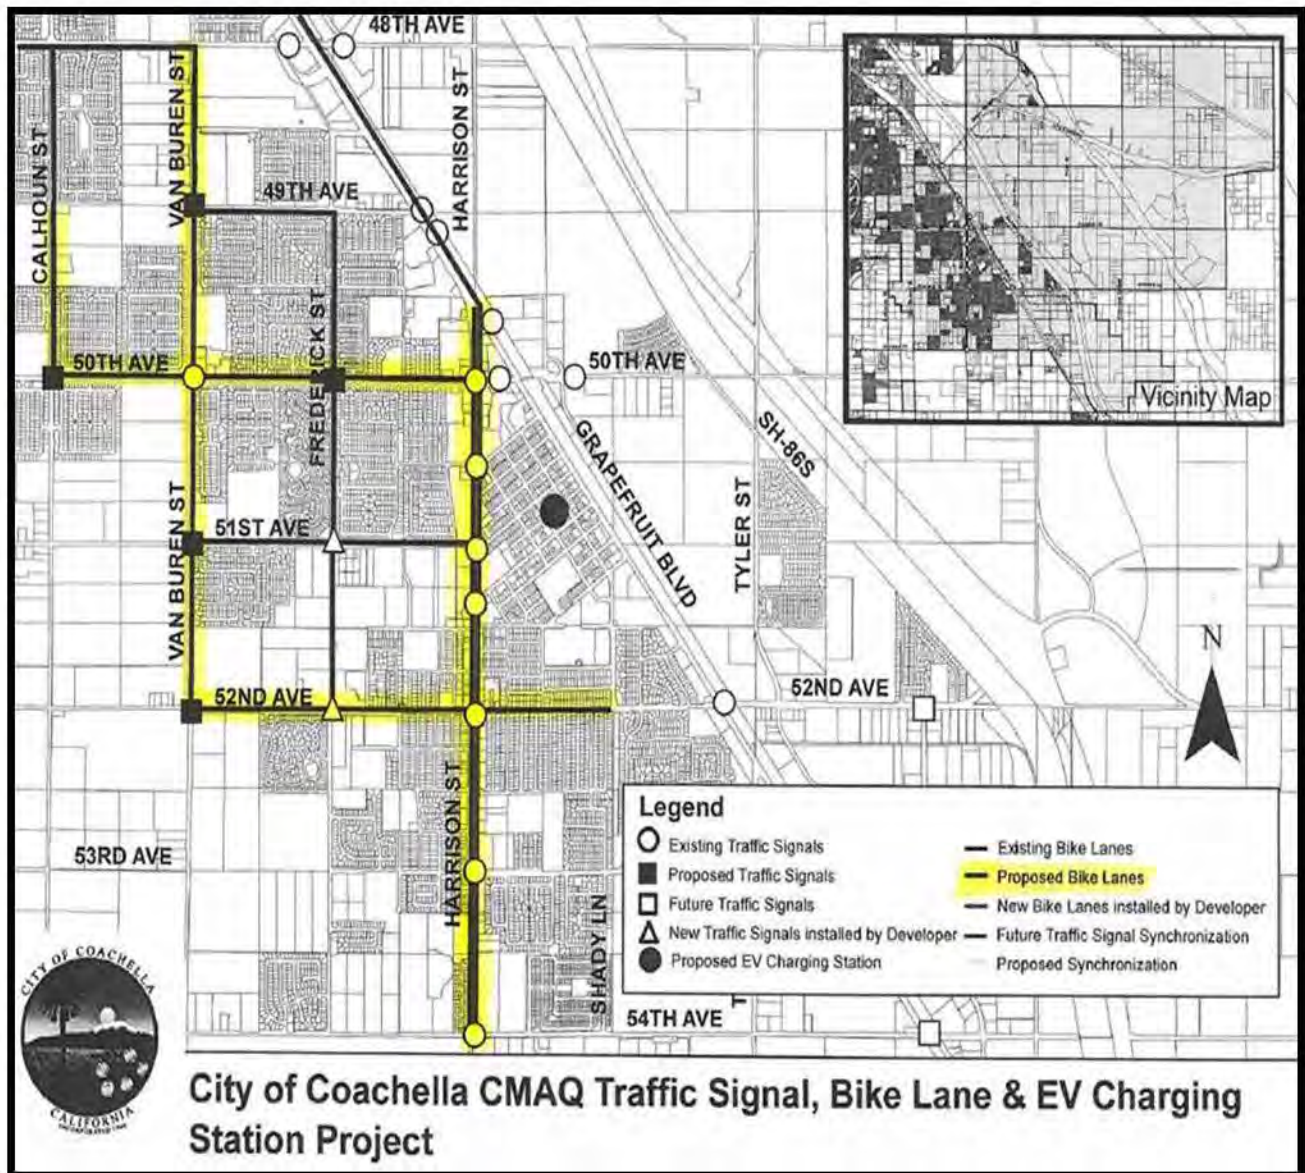 48TH AVE
VAN BUREN ST
HARRISON ST
CALHOUN ST
49TH AVE
FREDERICK ST
50TH AVE
50TH AVE
Vicinity Map
GRAPEFRUIT BLVD
SH-86S
TYLER ST
51ST AVE
VAN BUREN ST
N
52ND AVE
52ND AVE
HARRISON ST
53RD AVE
SHADY LN
54TH AVE
T
Legend
Existing Traffic Signals
Proposed Traffic Signals
Future Traffic Signals
New Traffic Signals installed by Developer
Proposed EV Charging Station
Existing Bike Lanes
Proposed Bike Lanes
New Bike Lanes installed by Developer
Future Traffic Signal Synchronization
Proposed Synchronization
CITY OF COACHELLA
CALIFORNIA
City of Coachella CMAQ Traffic Signal, Bike Lane & EV Charging
Station Project